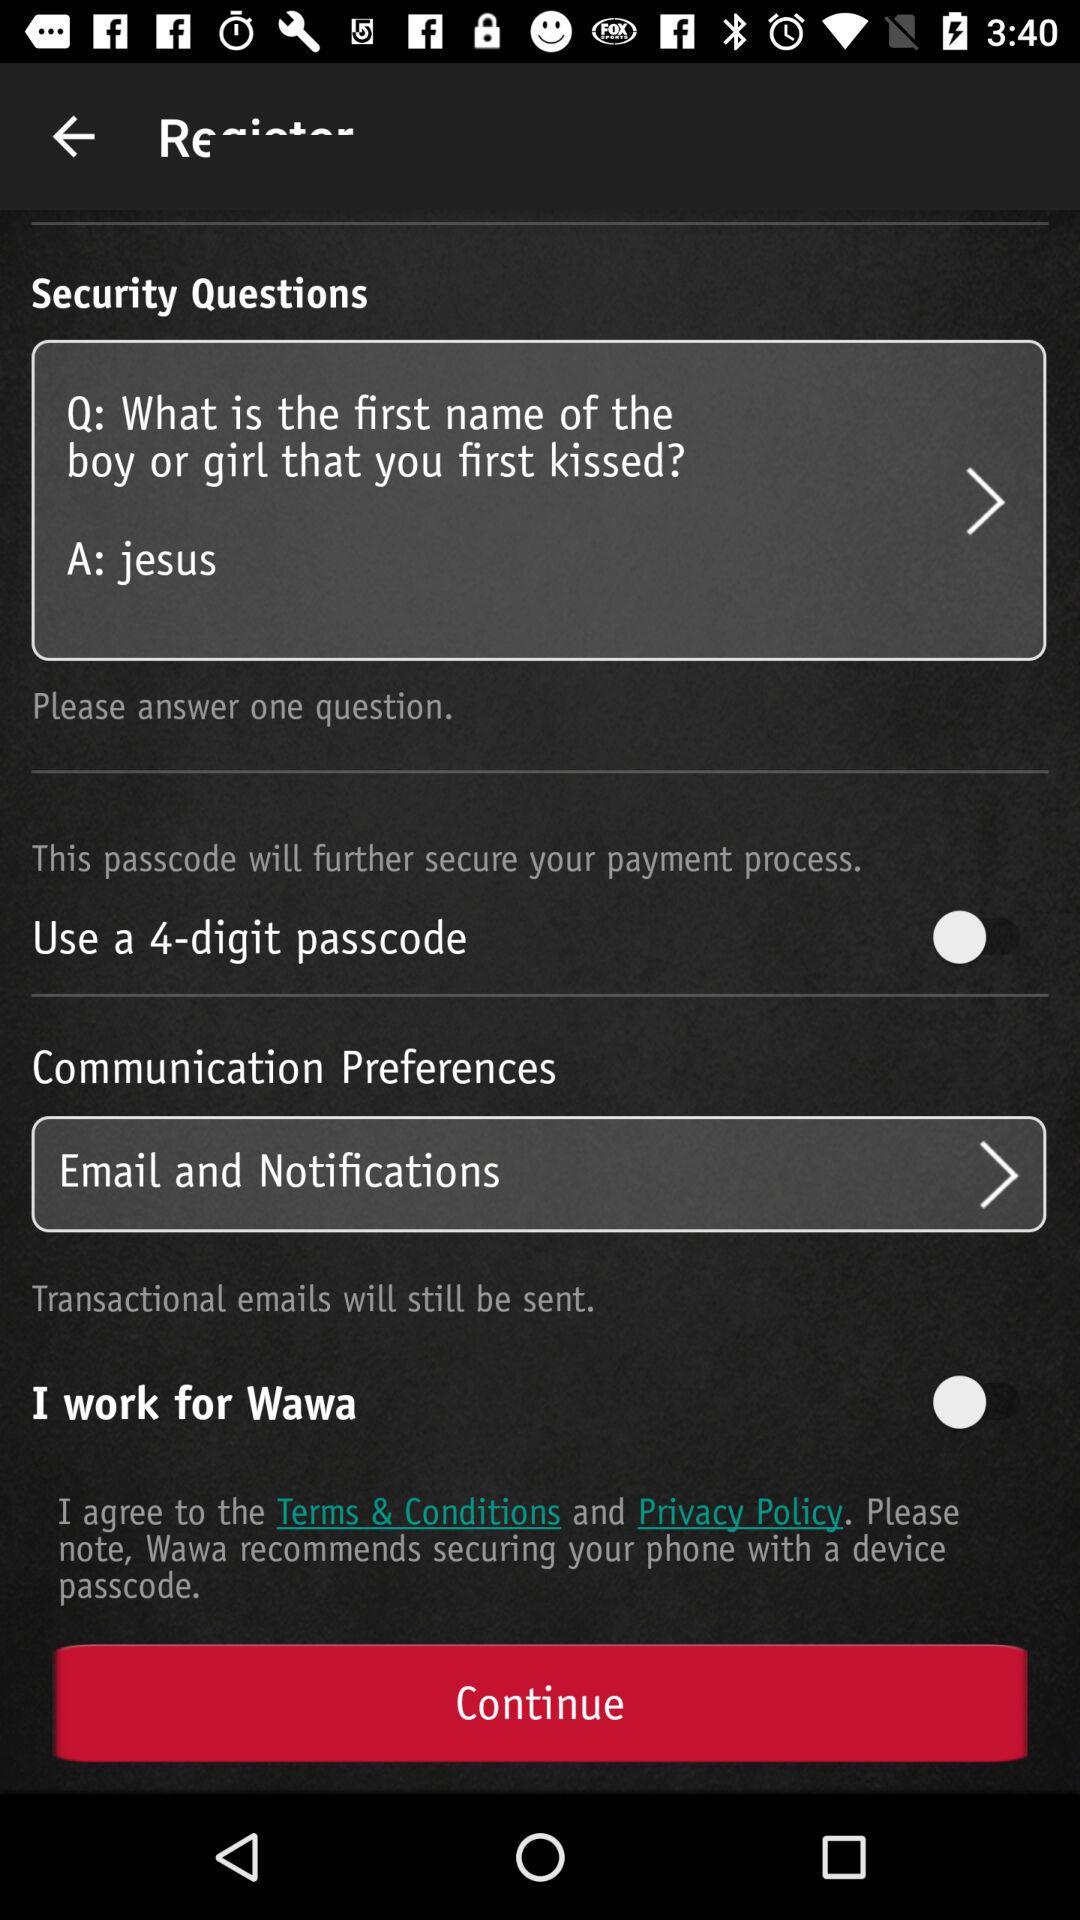 3:40
Register
Security Questions
Q: What is the first name of the
boy or girl that you first kissed?
A: jesus
Please answer one question.
This passcode will further secure your payment process.
Use a 4-digit passcode
Communication Preferences
Email and Notifications
Transactional emails will still be sent.
I work for Wawa
I agree to the Terms & Conditions and Privacy Policy. Please
note, Wawa recommends securing your phone with a device
passcode.
Continue